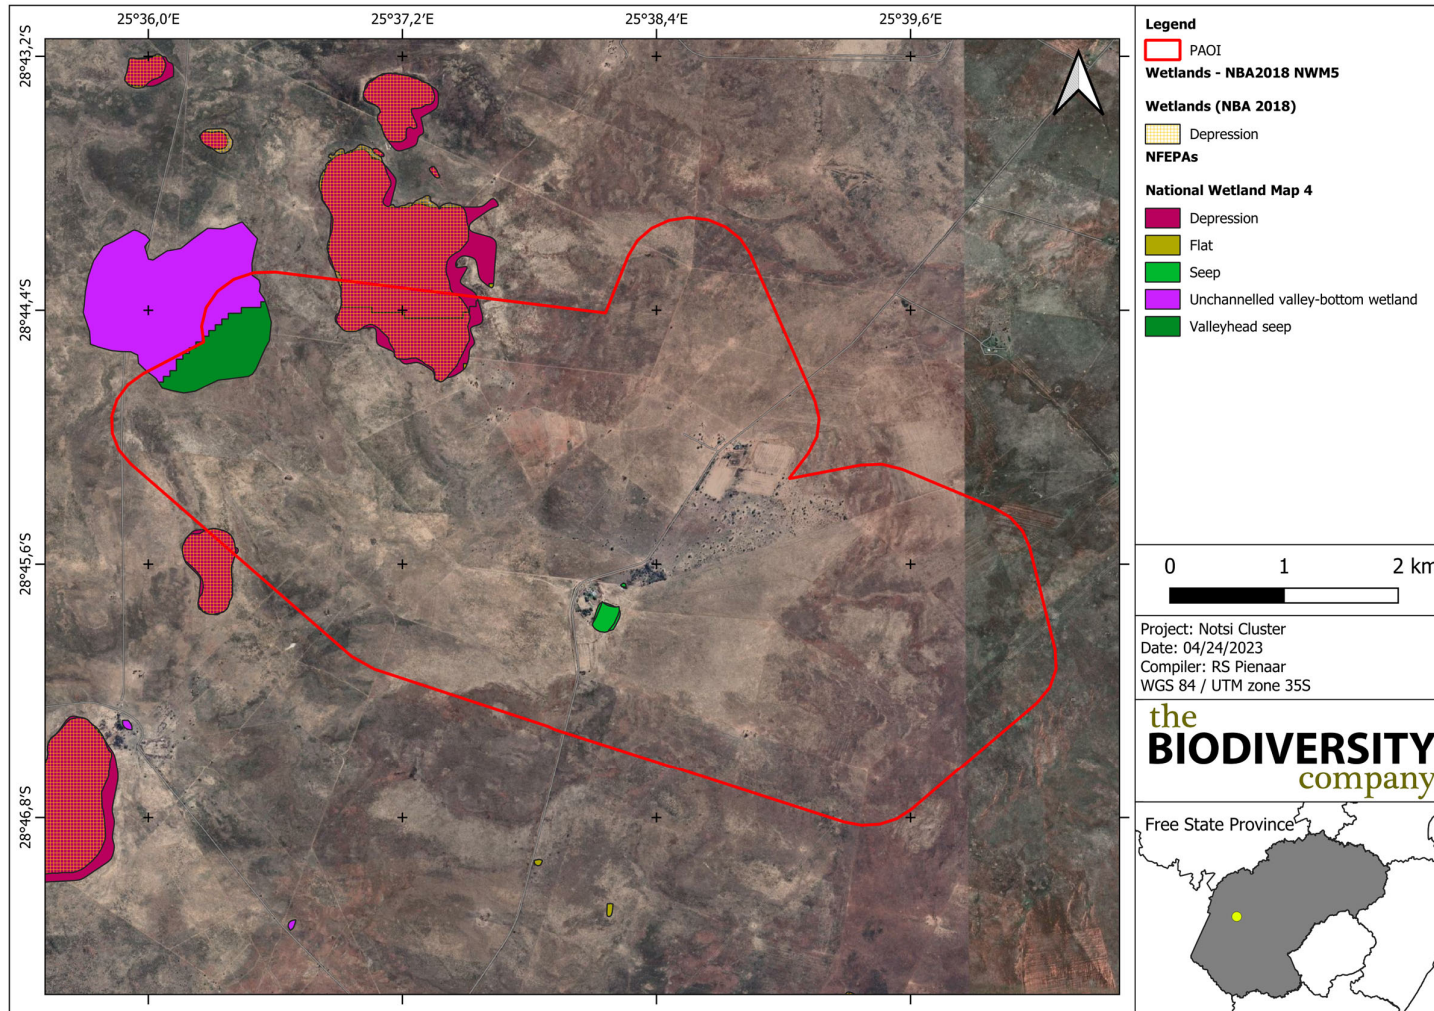 25°36,0′E
25°37,2′E
25°38,4′E
25°39,6′E
28°43,2′S
28°44,4′S
28°45,6′S
28°46,8′S
Legend
PAOI
Wetlands - NBA2018 NWM5
Wetlands (NBA 2018)
Depression
NFEPAs
National Wetland Map 4
Depression
Flat
Seep
Unchannelled valley-bottom wetland
Valleyhead seep
0 1 2 km
Project: Notsi Cluster
Date: 04/24/2023
Compiler: RS Pienaar
WGS 84 / UTM zone 35S
the
BIODIVERSITY
company
Free State Province